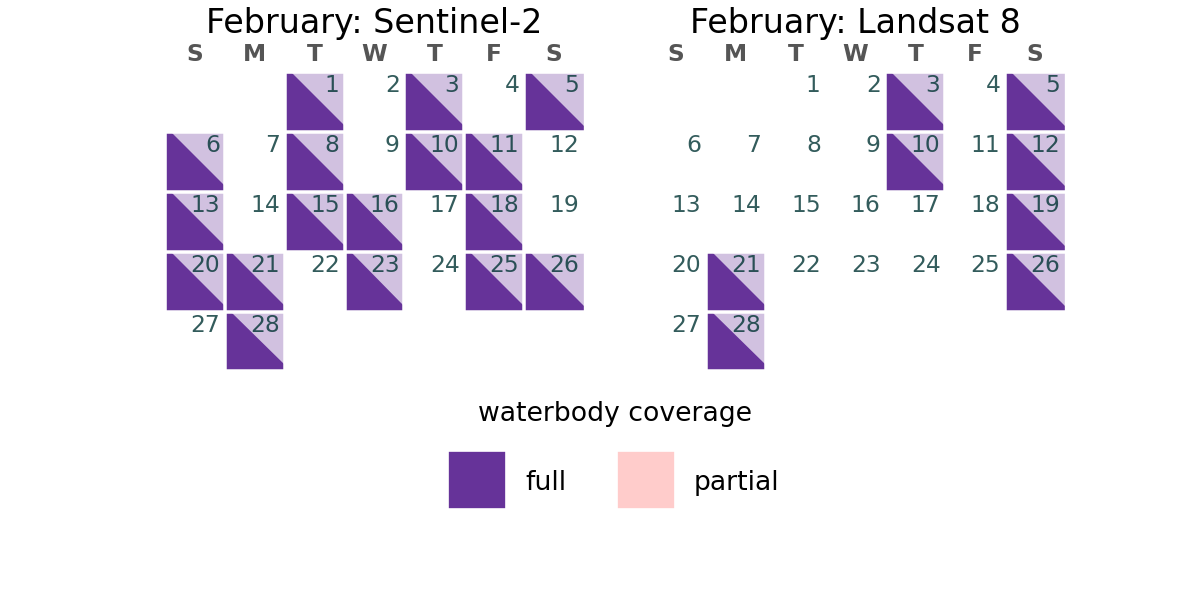 February: Sentinel-2
S M T W T F S
1 2 3 4 5
6 7 8 9 10 11 12
13 14 15 16 17 18 19
20 21 22 23 24 25 26
27 28
February: Landsat 8
S M T W T F S
1 2 3 4 5
6 7 8 9 10 11 12
13 14 15 16 17 18 19
20 21 22 23 24 25 26
27 28
waterbody coverage
full partial